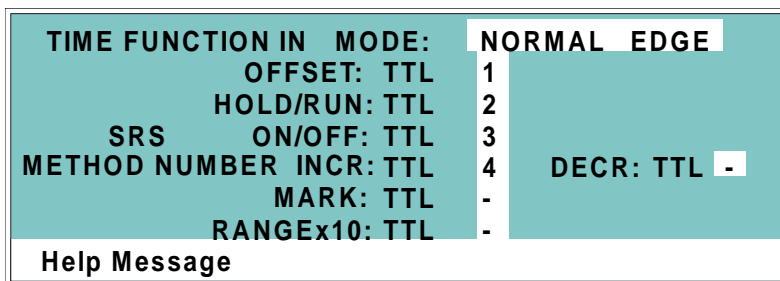 TIME FUNCTION IN MODE: NORMAL EDGE
OFFSET: TTL 1
HOLD/RUN: TTL 2
SRS ON/OFF: TTL 3
METHOD NUMBER INCR: TTL 4 DECR: TTL -
MARK: TTL -
RANGEx10: TTL -
Help Message